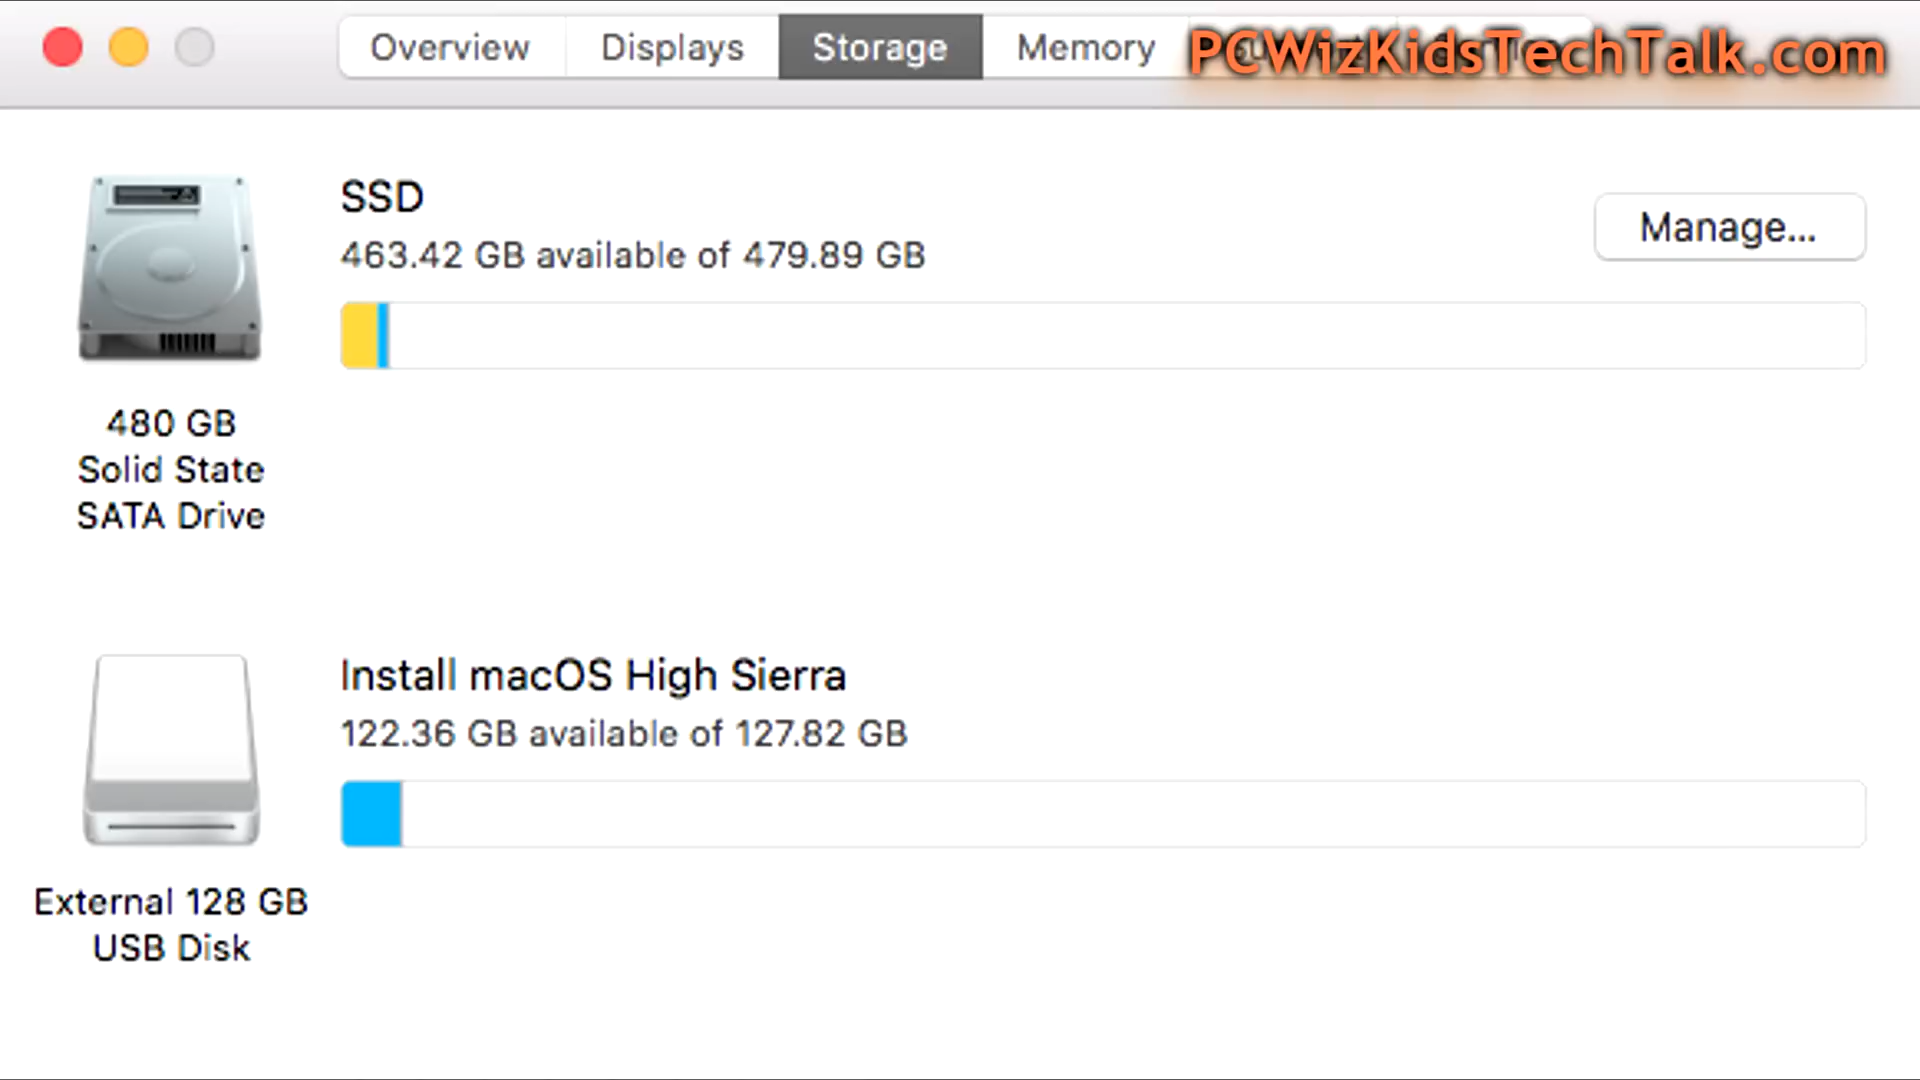 Overview Displays Storage Memory PCWizKidsTechTalk.com
SSD
463.42 GB available of 479.89 GB
Manage...
480 GB
Solid State
SATA Drive
Install macOS High Sierra
122.36 GB available of 127.82 GB
External 128 GB
USB Disk